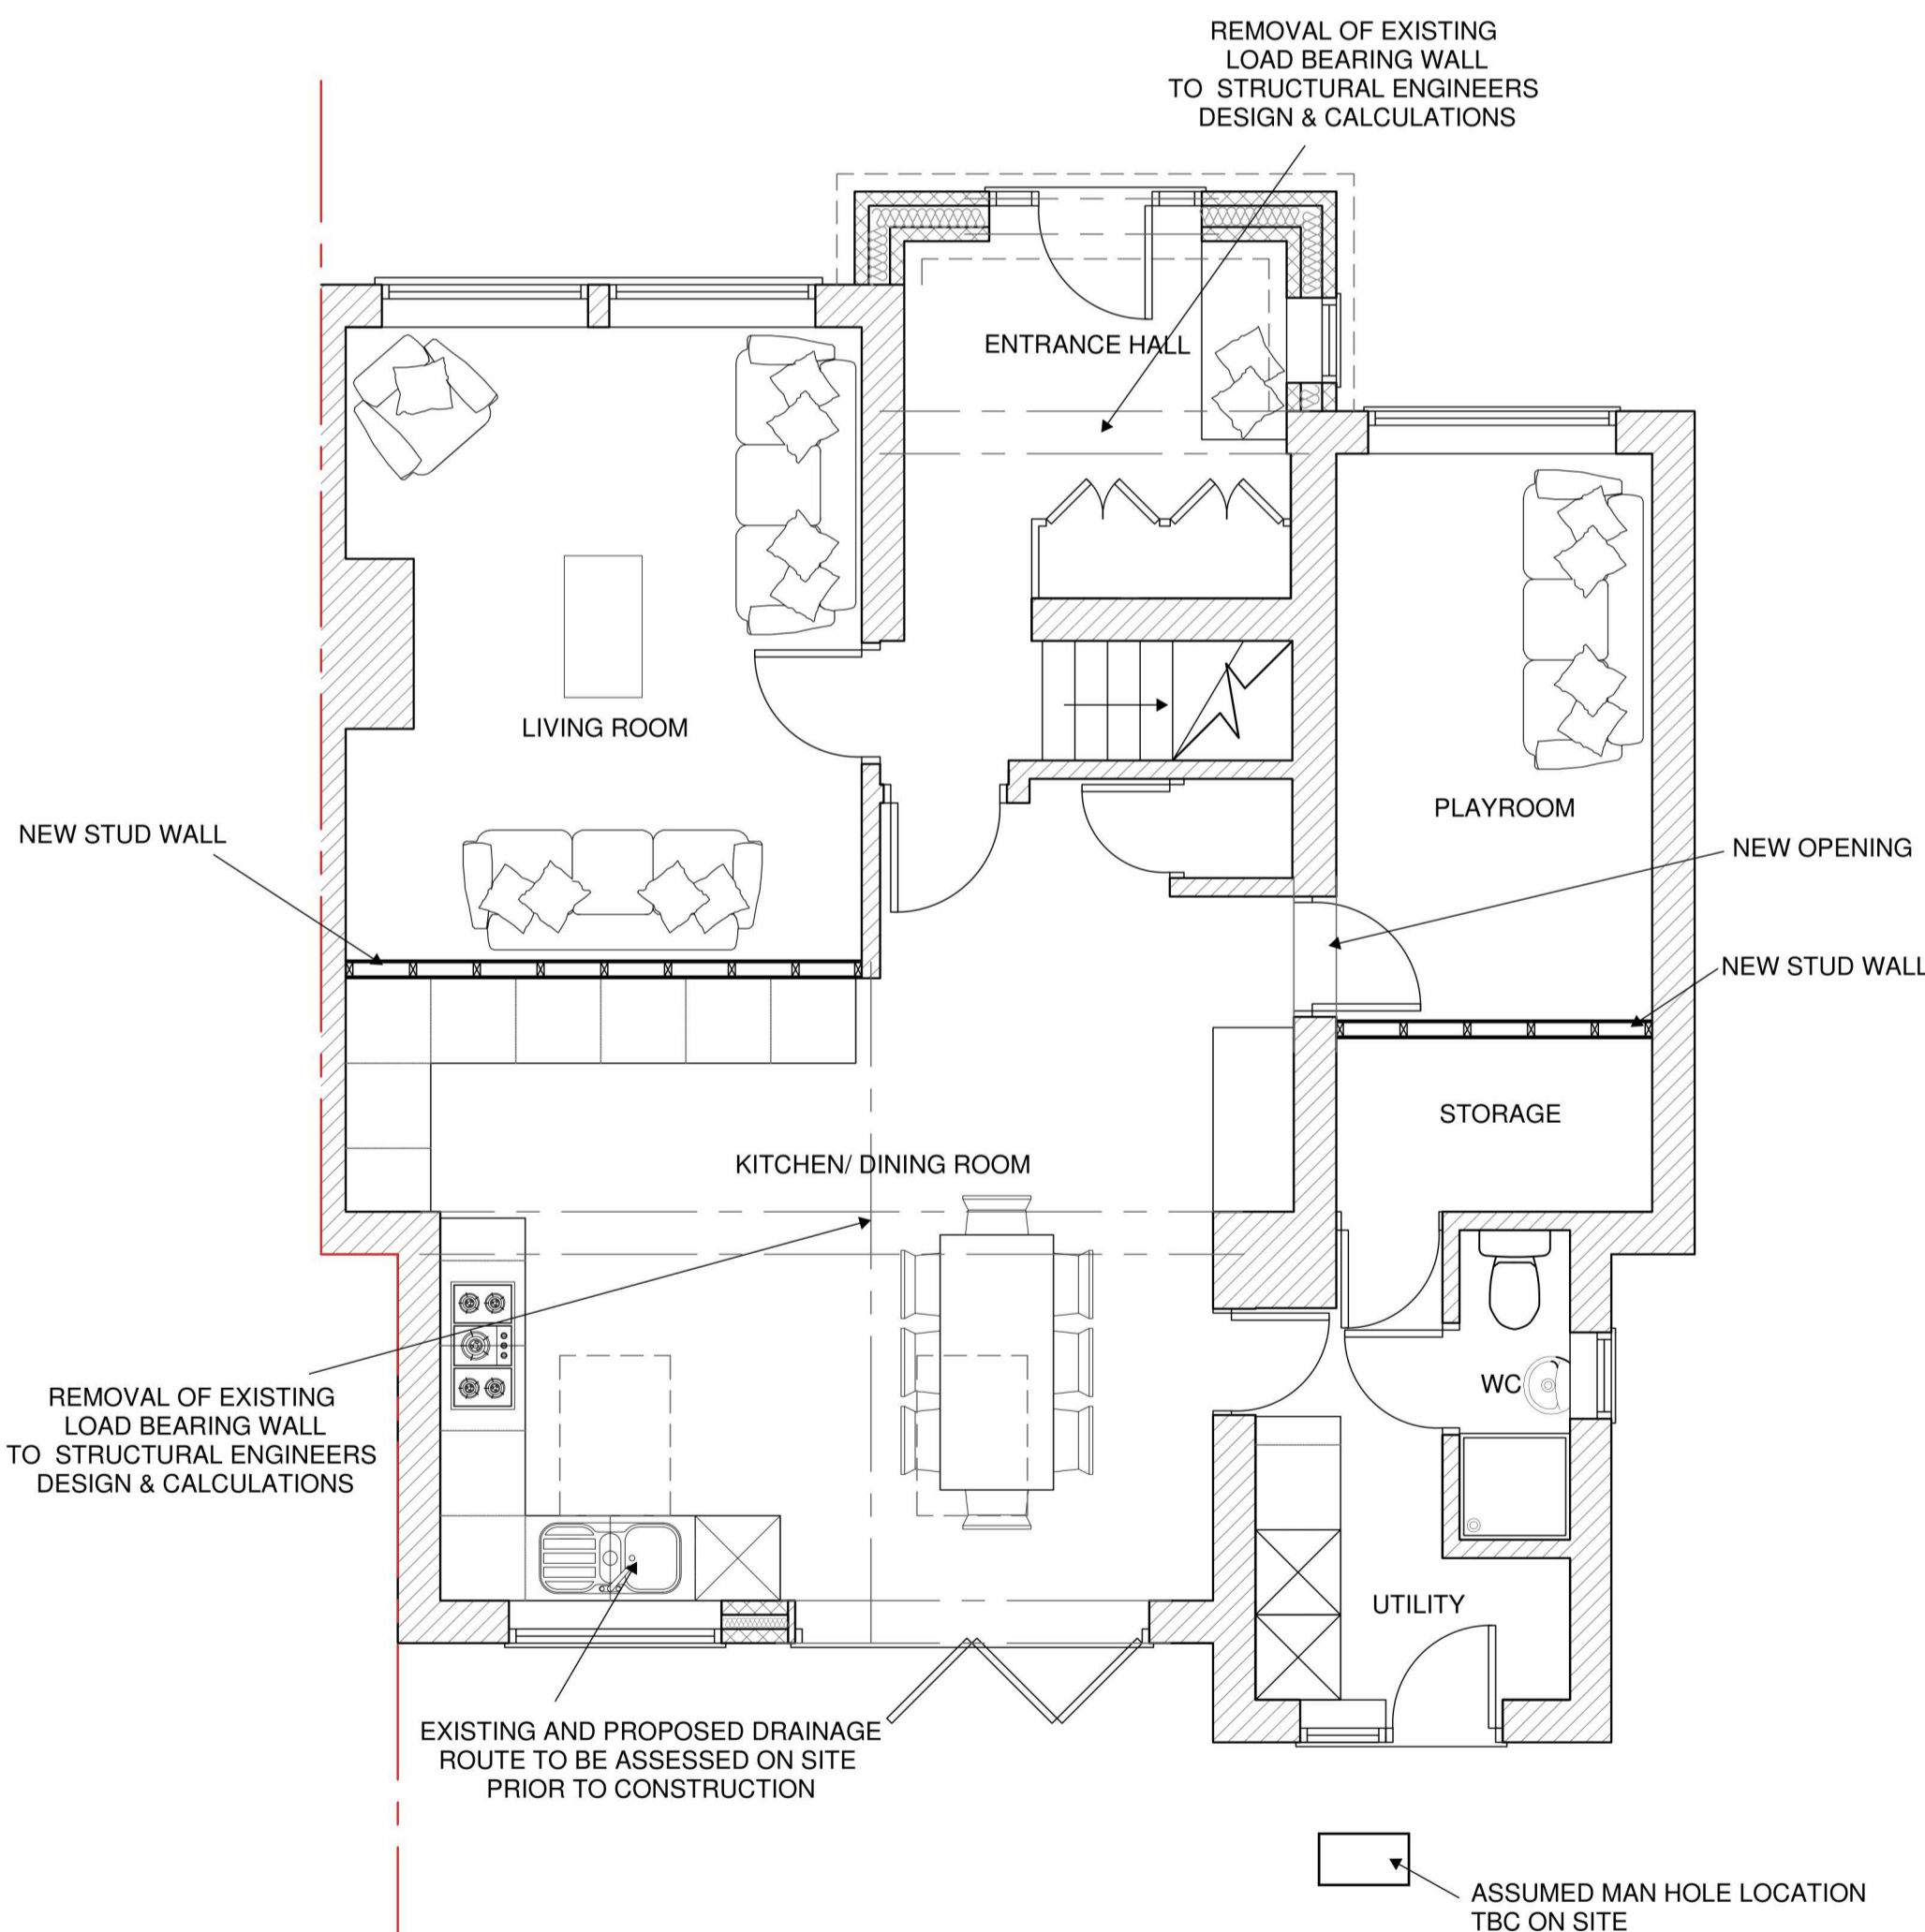 REMOVAL OF EXISTING
LOAD BEARING WALL
TO STRUCTURAL ENGINEERS
DESIGN & CALCULATIONS
ENTRANCE HALL
LIVING ROOM
PLAYROOM
NEW STUD WALL
NEW OPENING
NEW STUD WALL
STORAGE
KITCHEN/ DINING ROOM
WC
REMOVAL OF EXISTING
LOAD BEARING WALL
TO STRUCTURAL ENGINEERS
DESIGN & CALCULATIONS
UTILITY
EXISTING AND PROPOSED DRAINAGE
ROUTE TO BE ASSESSED ON SITE
PRIOR TO CONSTRUCTION
ASSUMED MAN HOLE LOCATION
TBC ON SITE